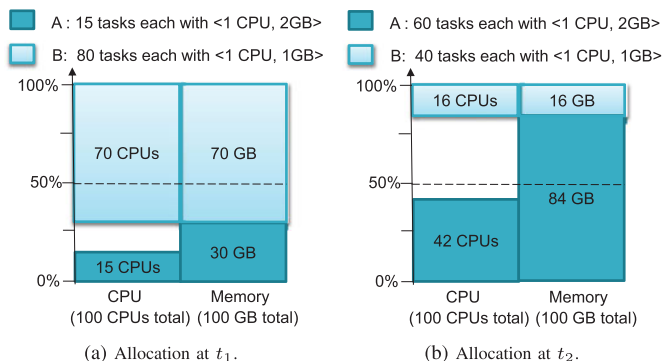 A : 15 tasks each with <1 CPU, 2GB>
B: 80 tasks each with <1 CPU, 1GB>
100%
50%
0%
70 CPUs
70 GB
15 CPUs
30 GB
CPU
(100 CPUs total)
Memory
(100 GB total)
(a) Allocation at t₁.
A : 60 tasks each with <1 CPU, 2GB>
B: 40 tasks each with <1 CPU, 1GB>
100%
50%
0%
16 CPUs
16 GB
84 GB
42 CPUs
CPU
(100 CPUs total)
Memory
(100 GB total)
(b) Allocation at t₂.